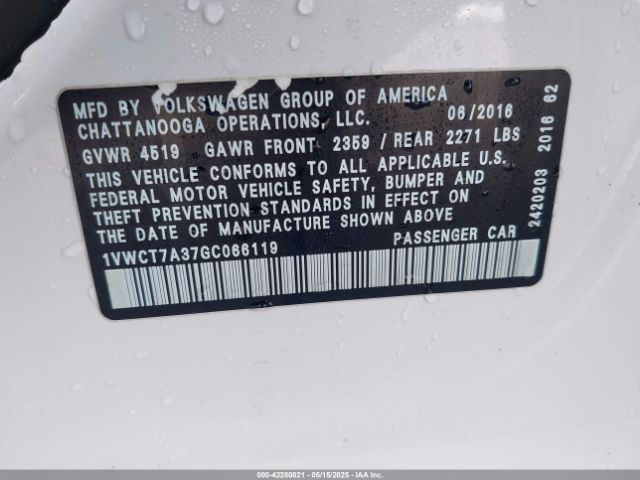 MFD BY VOLKSWAGEN GROUP OF AMERICA
CHATTANOOGA OPERATIONS, LLC. 06/2016
GVWR 4519 GAWR FRONT 2359 / REAR 2271 LBS
THIS VEHICLE CONFORMS TO ALL APPLICABLE U.S.
FEDERAL MOTOR VEHICLE SAFETY, BUMPER AND
THEFT PREVENTION STANDARDS IN EFFECT ON
THE DATE OF MANUFACTURE SHOWN ABOVE
1VWCT7A37GC066119 PASSENGER CAR
2420203 2016 62
000-42280821 - 05/15/2025 - IAAI.com